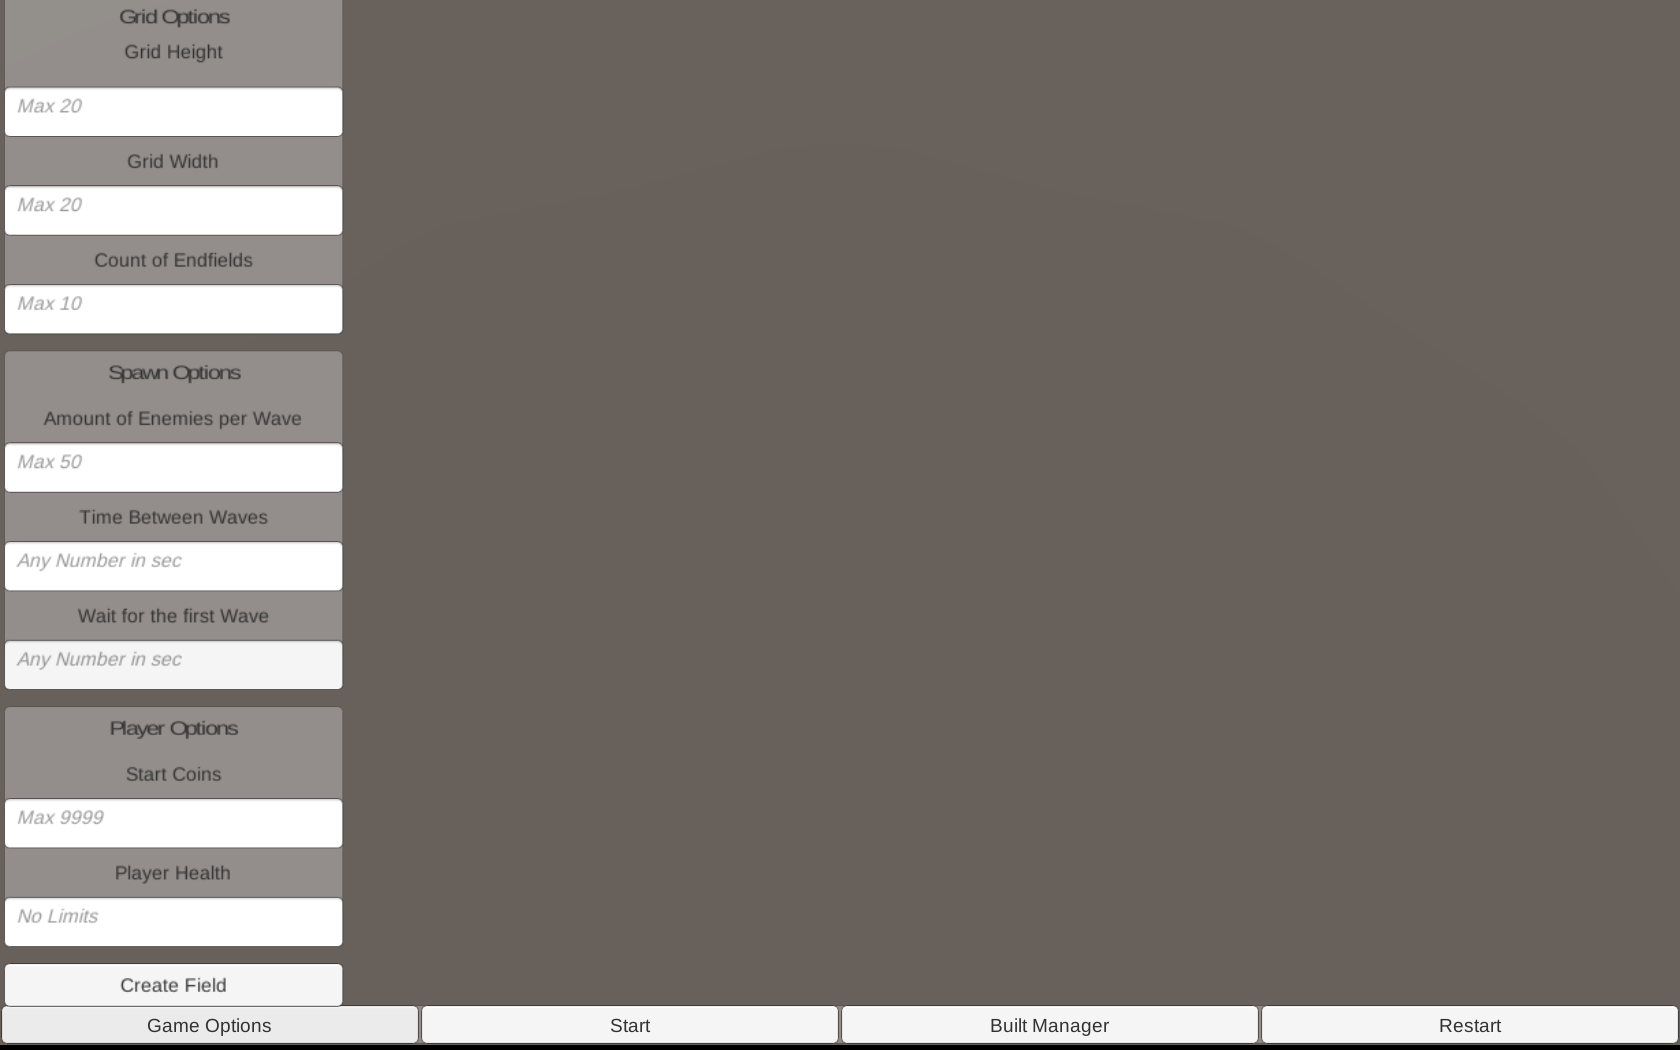 Grid Options
Grid Height
Max 20
Grid Width
Max 20
Count of Endfields
Max 10
Spawn Options
Amount of Enemies per Wave
Max 50
Time Between Waves
Any Number in sec
Wait for the first Wave
Any Number in sec
Player Options
Start Coins
Max 9999
Player Health
No Limits
Create Field
Game Options
Start
Built Manager
Restart